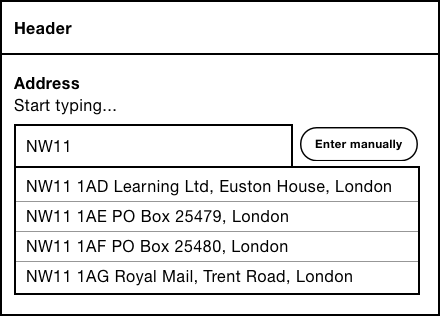 Header
Address
Start typing...
NW11
Enter manually
NW11 1AD Learning Ltd, Euston House, London
NW11 1AE PO Box 25479, London
NW11 1AF PO Box 25480, London
NW11 1AG Royal Mail, Trent Road, London